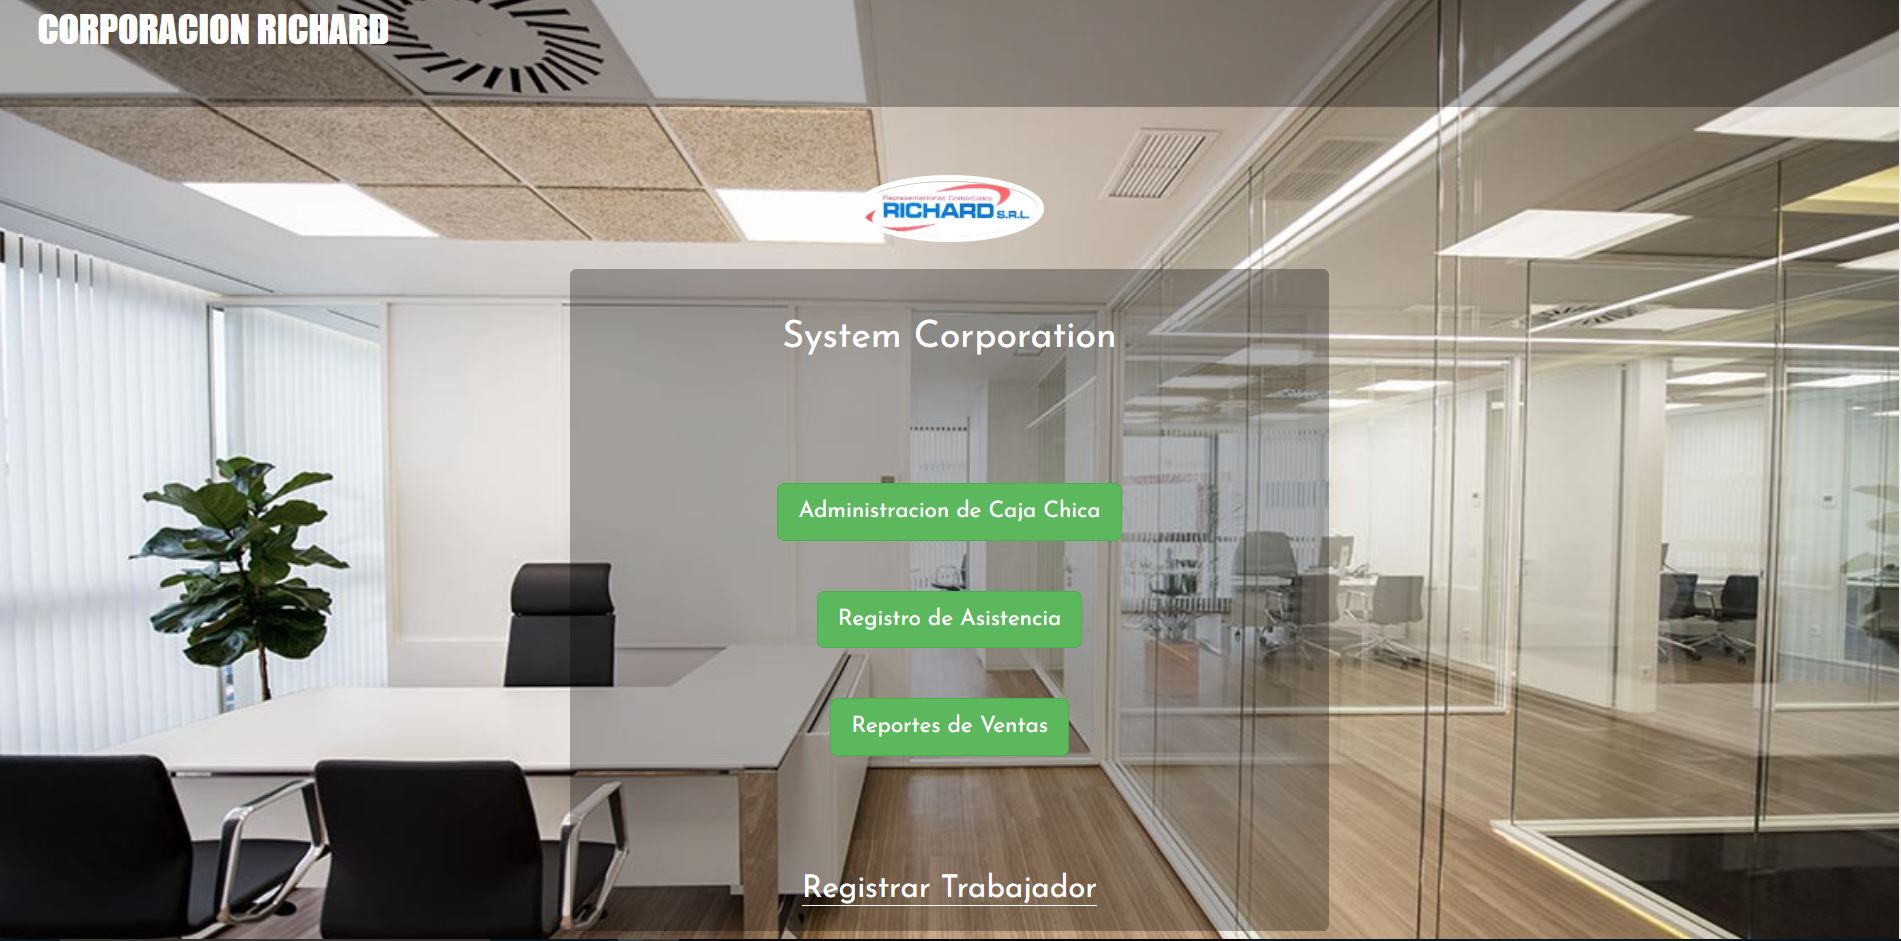 CORPORACION RICHARD
Representaciones Comerciales
RICHARD S.R.L.
System Corporation
Administracion de Caja Chica
Registro de Asistencia
Reportes de Ventas
Registrar Trabajador